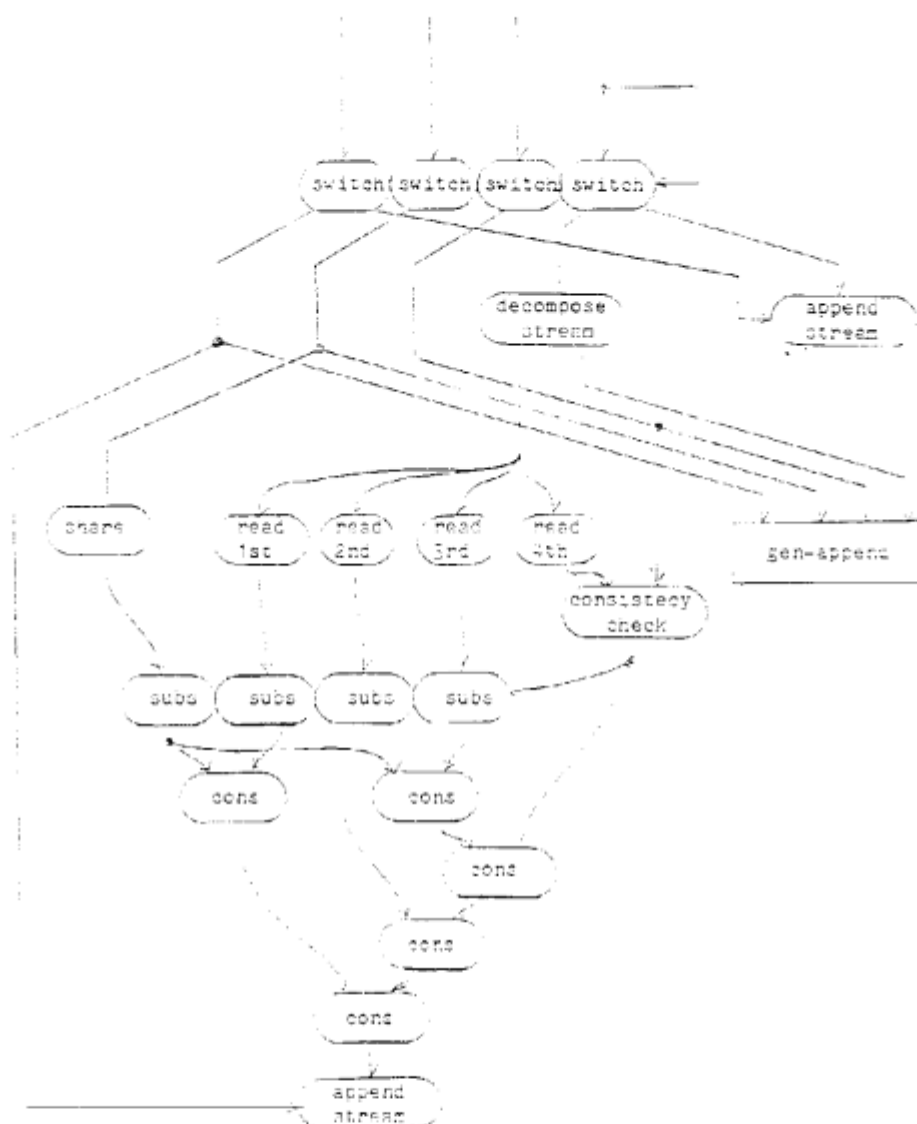 switch switch switch switch
decompose
stream
append
stream
share
read
1st
read
2nd
read
3rd
read
4th
gen-append
consistecy
check
subs subs subs subs
cons cons
cons
cons
cons
append
stream